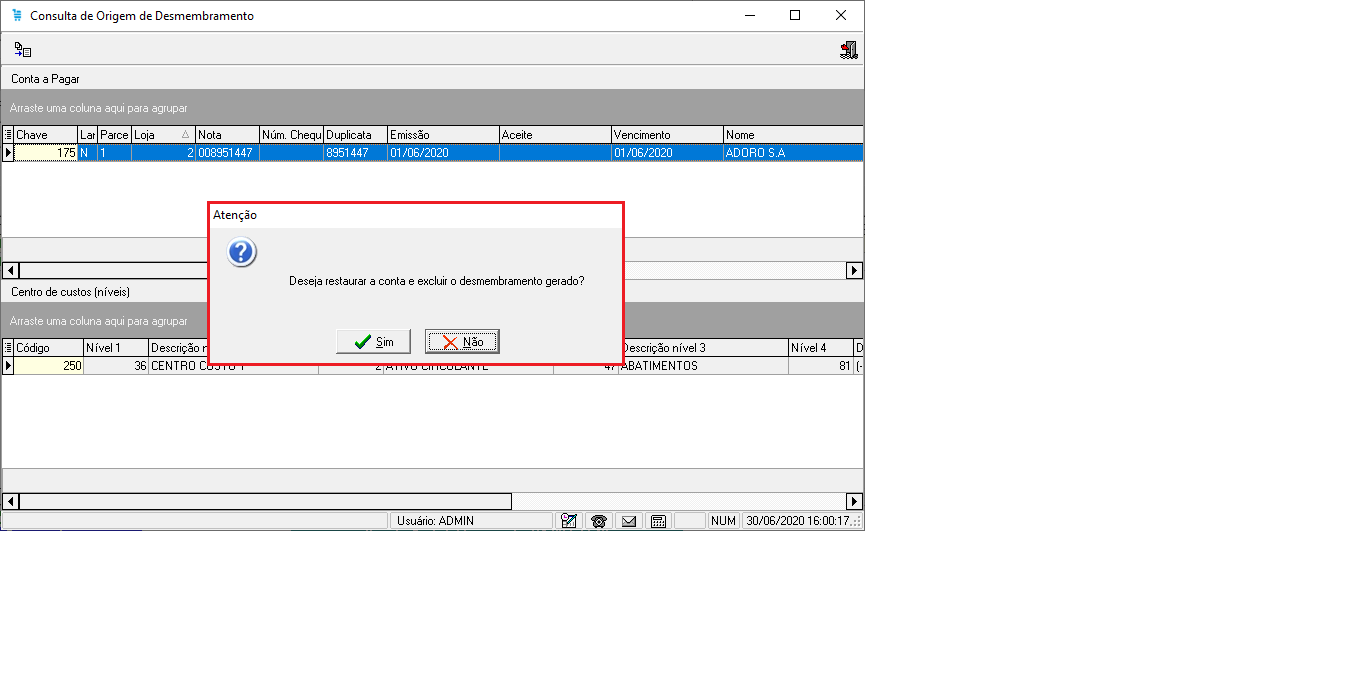 Consulta de Origem de Desmembramento
Conta a Pagar
Arraste uma coluna aqui para agrupar
Chave Lar Parce Loja Nota Núm. Chequ Duplicata Emissão Aceite Vencimento Nome
175 N 1 2 008951447 8951447 01/06/2020 01/06/2020 ADORO S.A
Atenção
Deseja restaurar a conta e excluir o desmembramento gerado?
Sim Não
Centro de custos (níveis)
Arraste uma coluna aqui para agrupar
Código Nível 1 Descrição n Descrição nível 3 Nível 4 D
250 36 CENTRO CUSTO 1 2 ATIVO CIRCULANTE 47 ABATIMENTOS 81 (-
Usuário: ADMIN NUM 30/06/2020 16:00:17